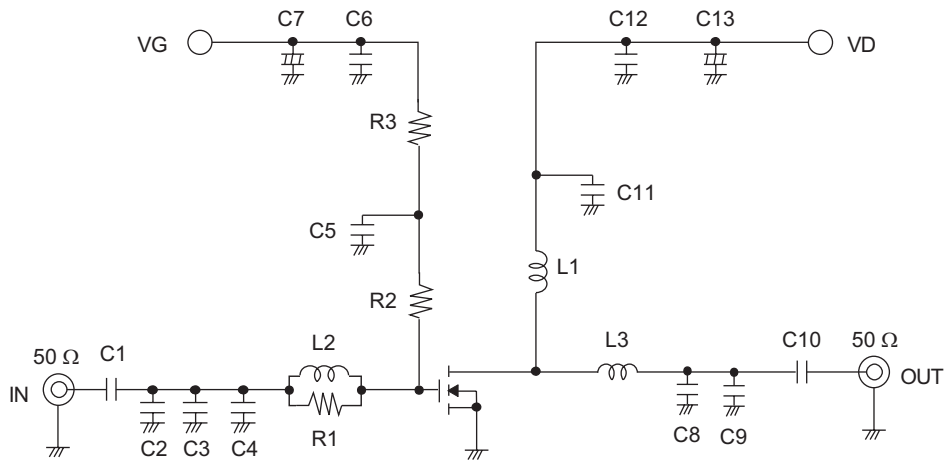 C7 C6 C12 C13
VG VD
R3
C11
C5
L1
R2
50 Ω C1 L2 L3 C10 50 Ω
IN OUT
C2 C3 C4 R1 C8 C9